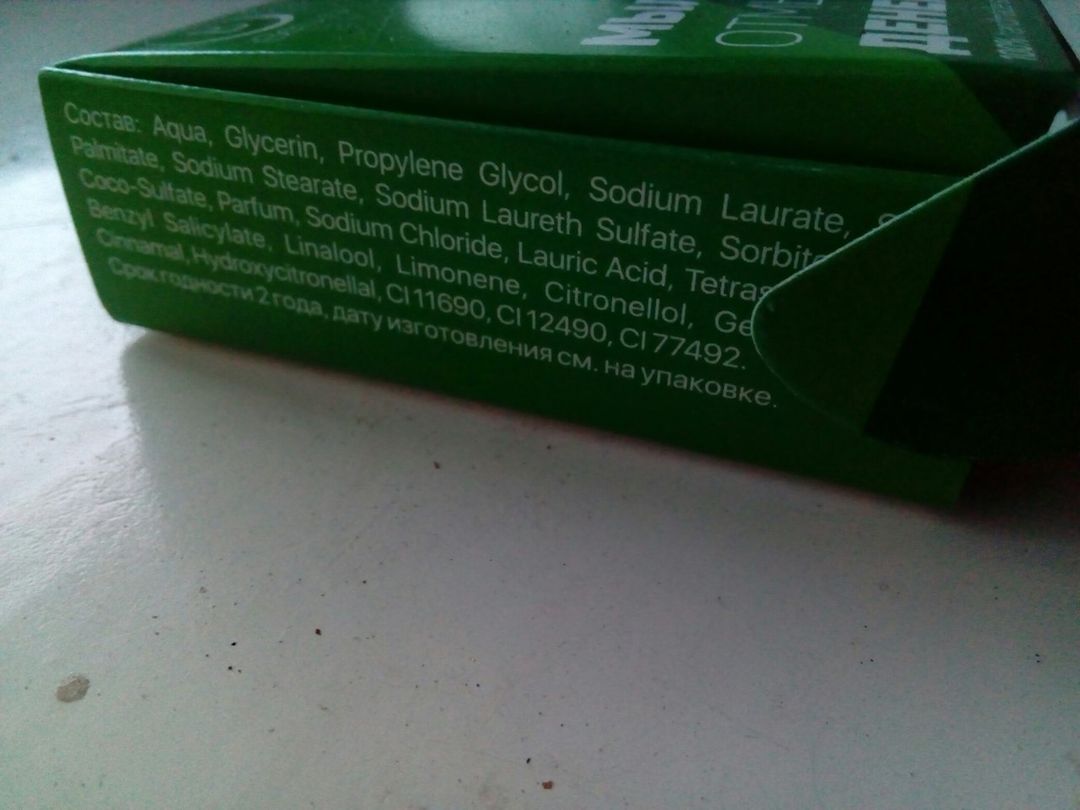 Состав: Aqua, Glycerin, Propylene Glycol, Sodium Laurate,
Palmitate, Sodium Stearate, Sodium Laureth Sulfate,
Coco-Sulfate, Parfum, Sodium Chloride, Lauric Acid,
Benzyl Salicylate, Linalool, Limonene, Citronellol,
Cinnamal, Hydroxycitronellal, CI 11690, CI 12490, CI 77492.
Срок годности 2 года, дату изготовления см. на упаковке.